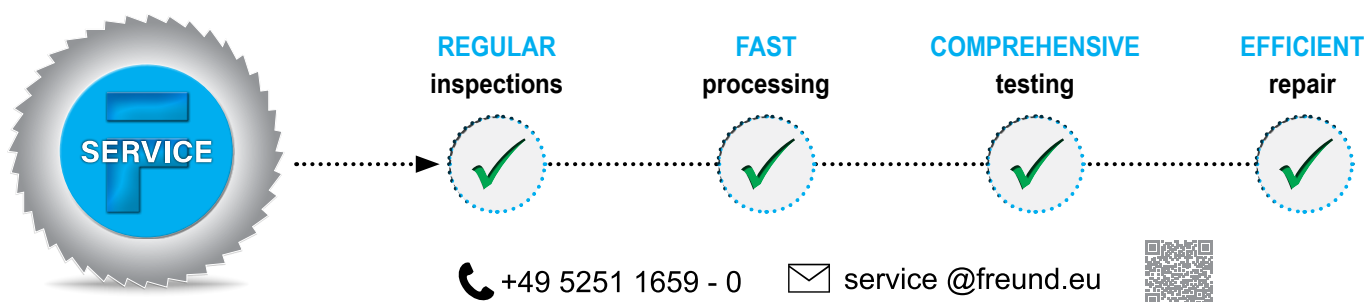 SERVICE
REGULAR
inspections
FAST
processing
COMPREHENSIVE
testing
EFFICIENT
repair
+49 5251 1659 - 0
service @freund.eu